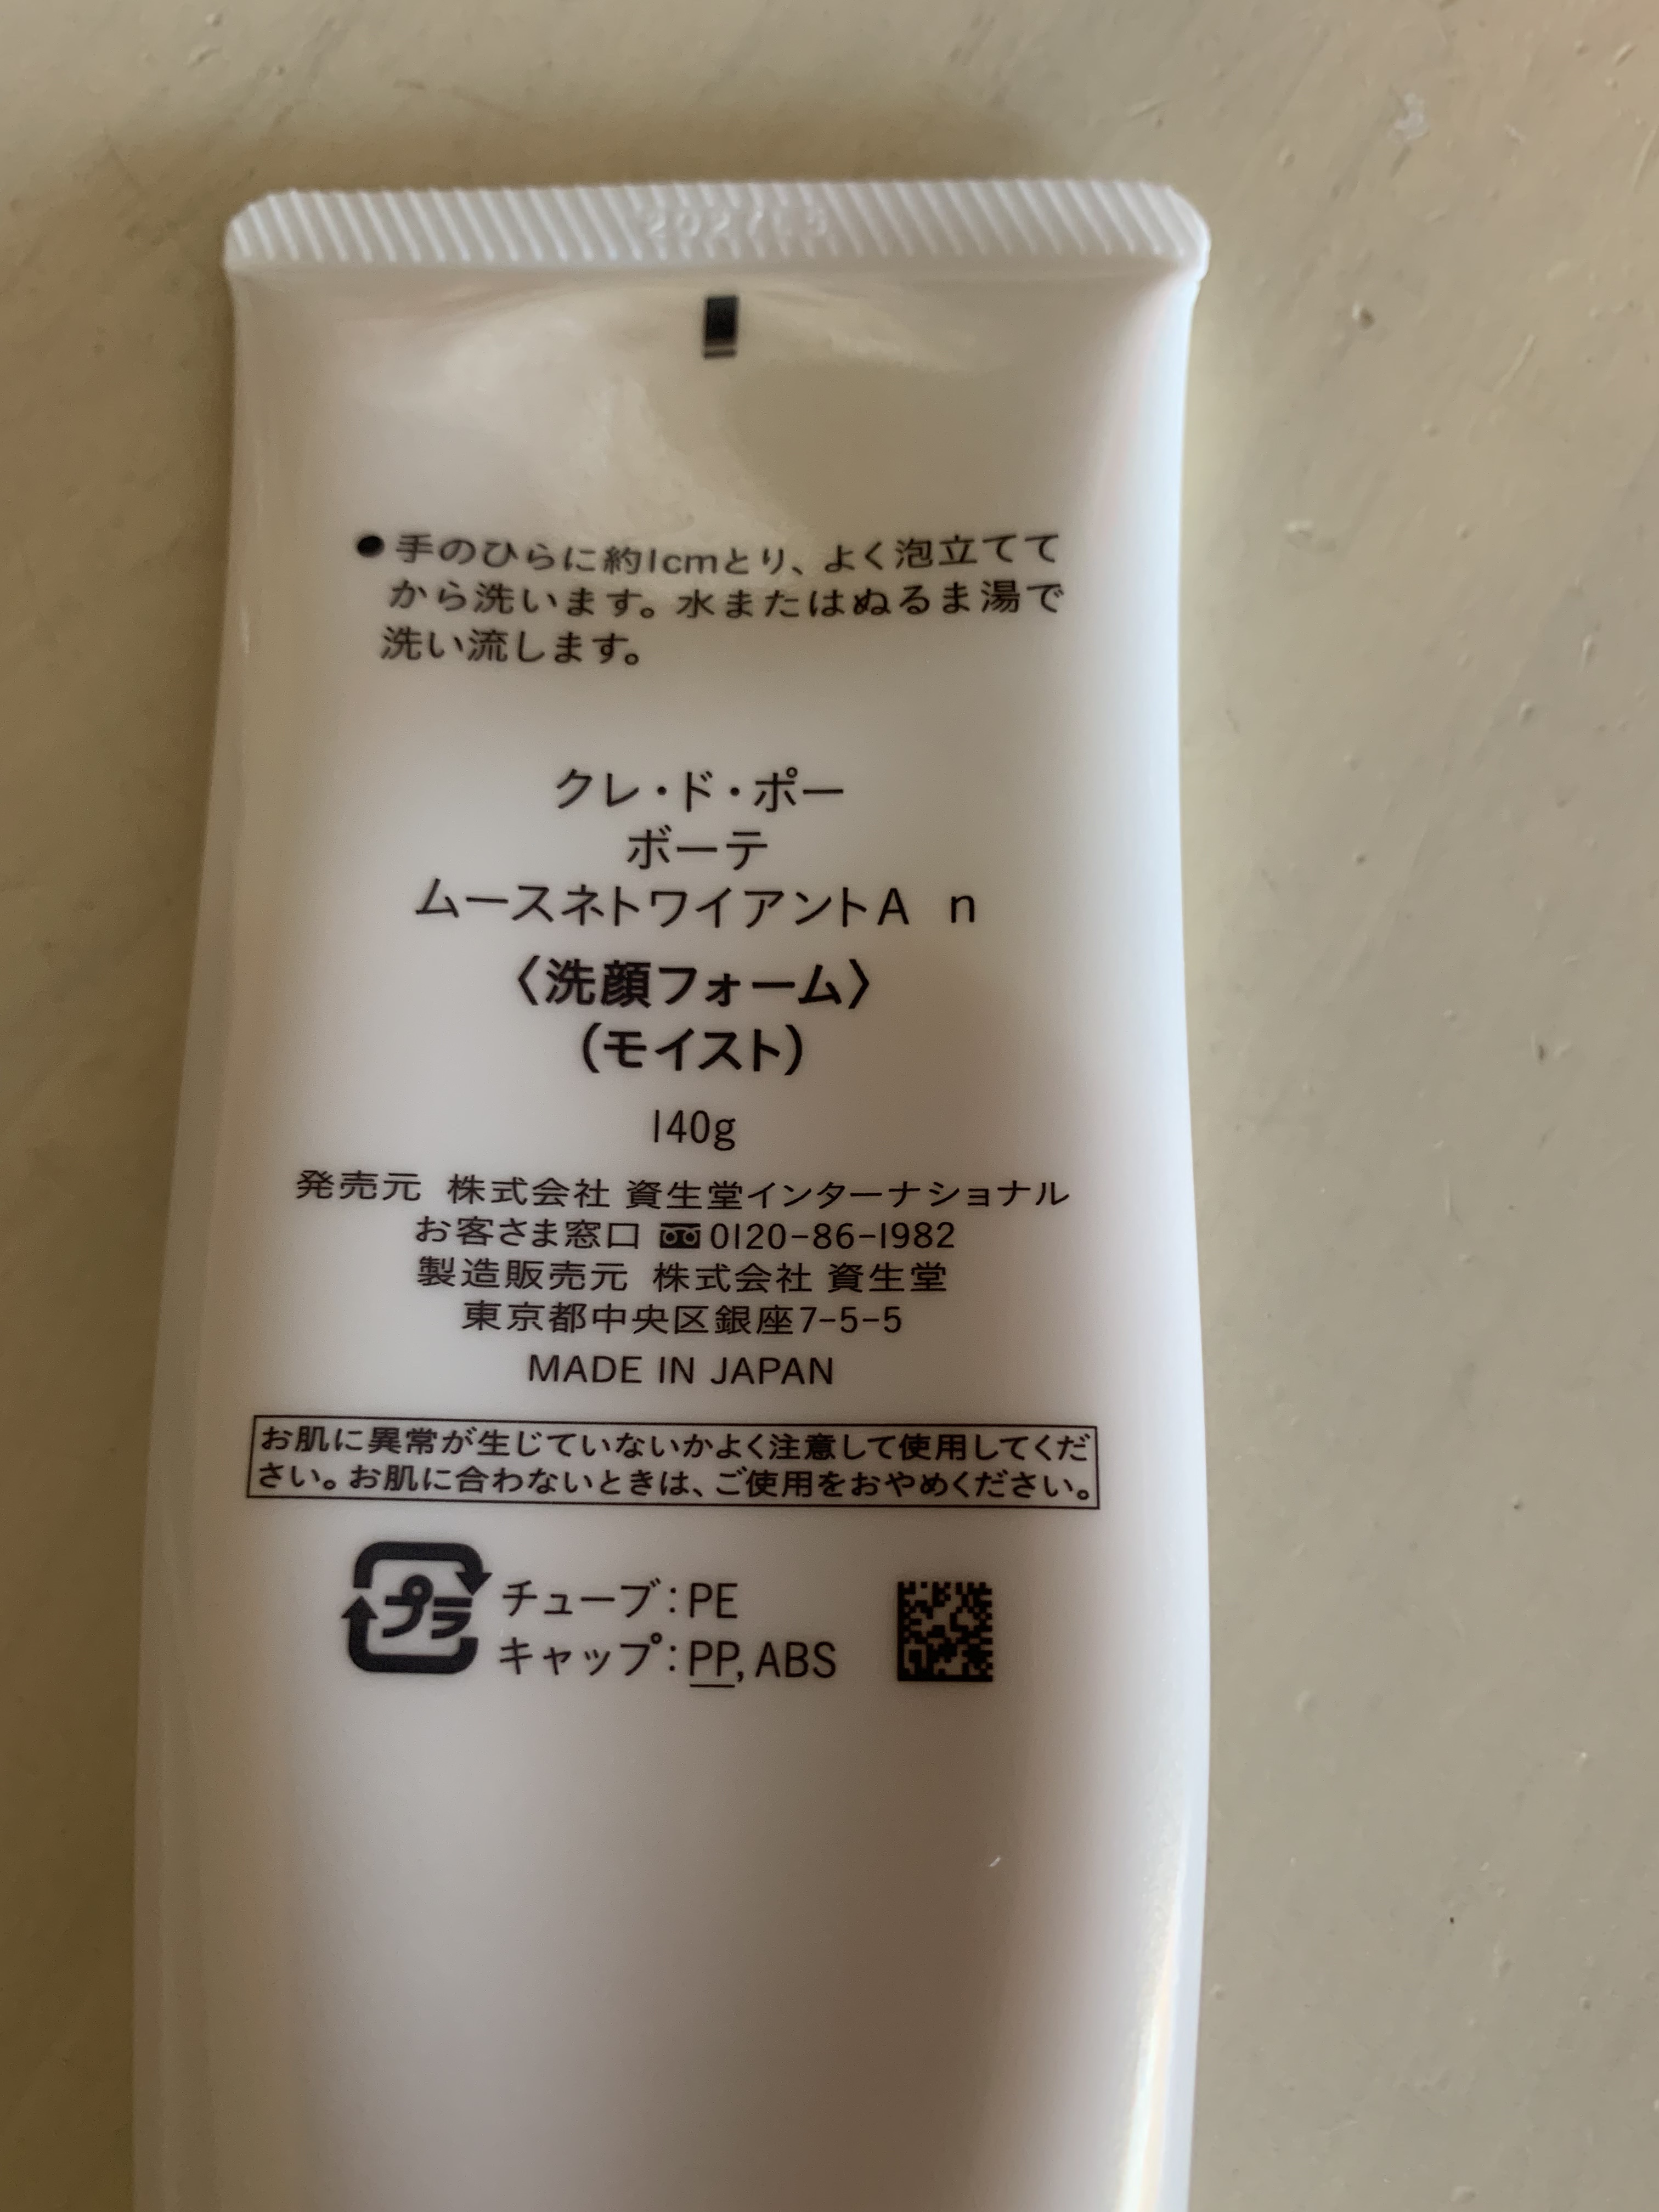 ●手のひらに約1cmとり、よく泡立てて
から洗います。水またはぬるま湯で
洗い流します。
クレ・ド・ポー
ボーテ
ムースネトワイアントA n
〈洗顔フォーム〉
(モイスト)
140g
発売元 株式会社 資生堂インターナショナル
お客さま窓口 0120-86-1982
製造販売元 株式会社 資生堂
東京都中央区銀座7-5-5
MADE IN JAPAN
お肌に異常が生じていないかよく注意して使用してくだ
さい。お肌に合わないときは、ご使用をおやめください。
プラ
チューブ:PE
キャップ:PP, ABS